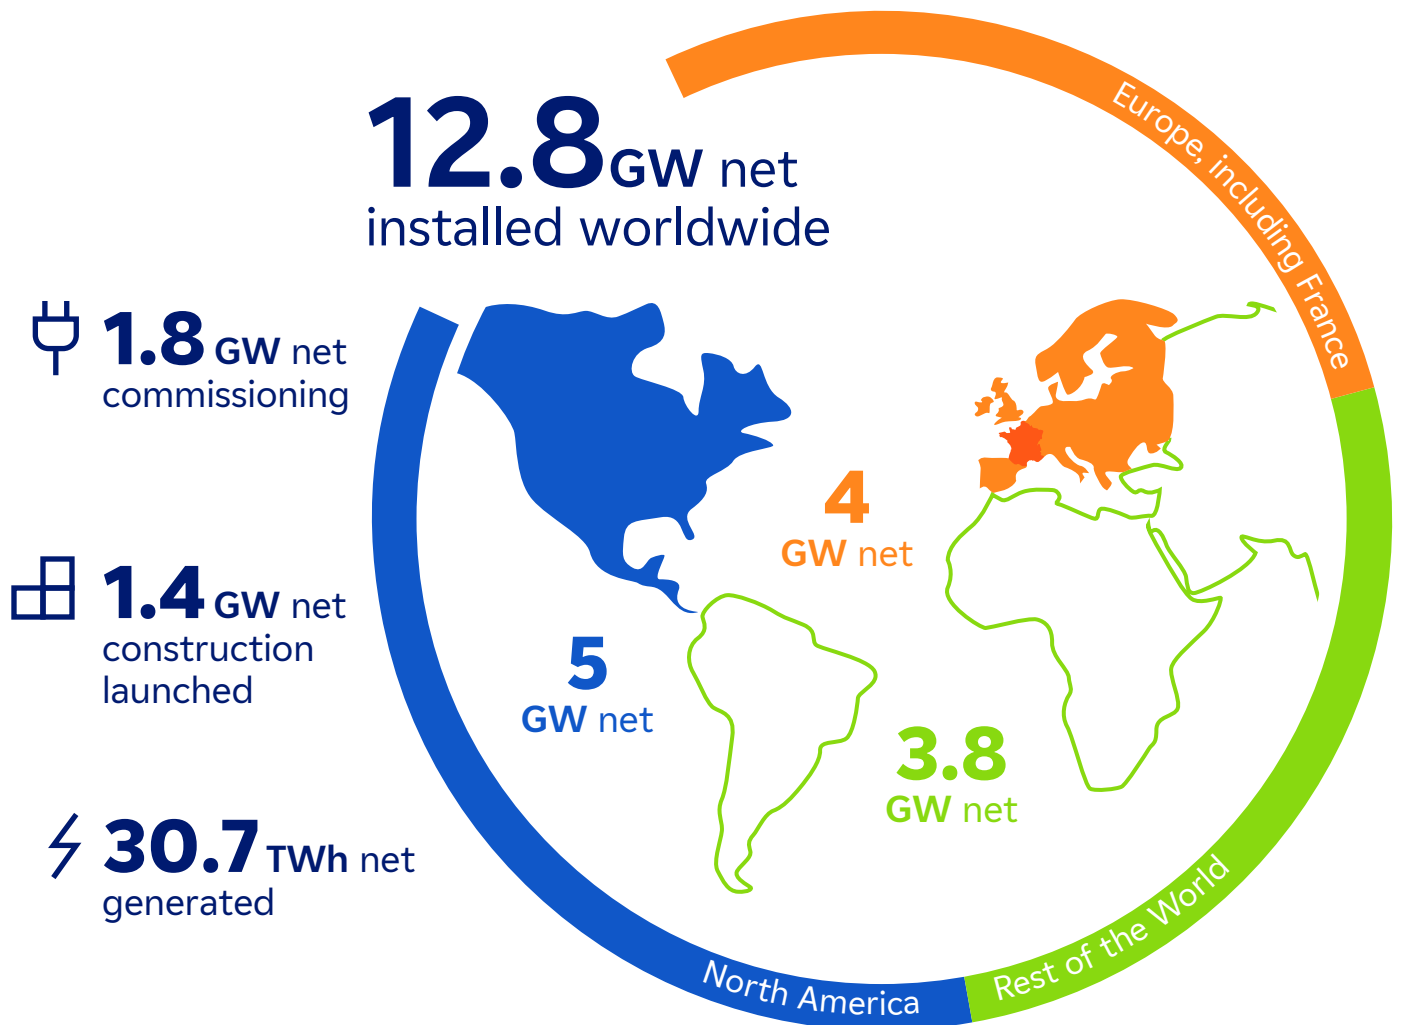 12.8 GW net
installed worldwide
1.8 GW net
commissioning
1.4 GW net
construction
launched
30.7 TWh net
generated
Europe, including France
4
GW net
5
GW net
3.8
GW net
Rest of the World
North America